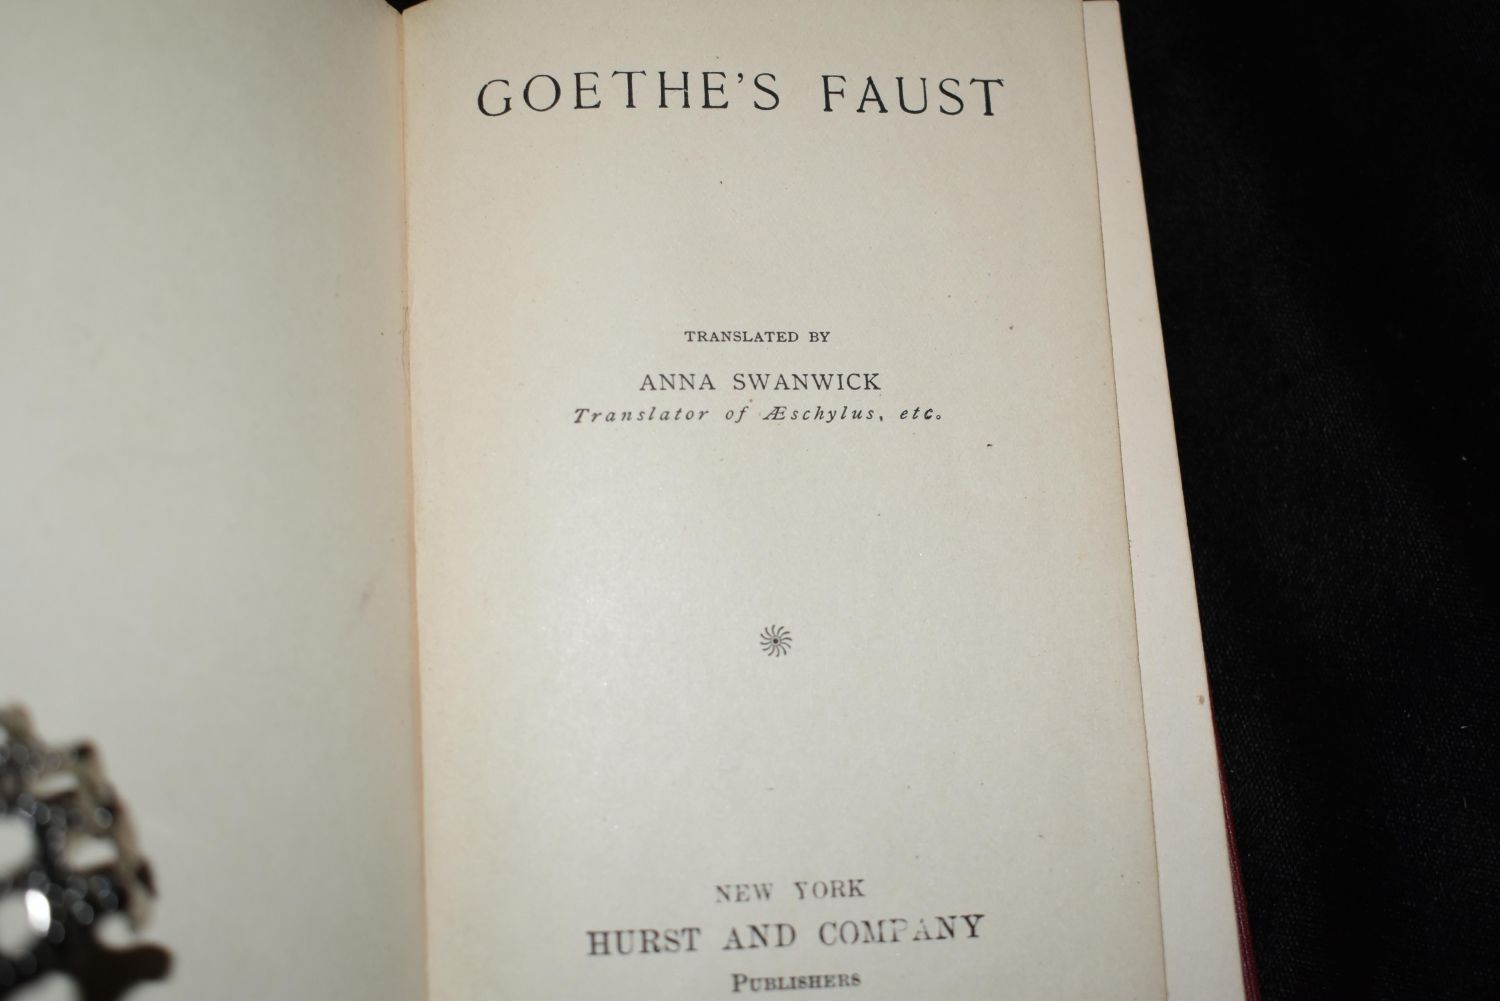 GOETHE'S FAUST
TRANSLATED BY
ANNA SWANWICK
Translator of Æschylus, etc.
NEW YORK
HURST AND COMPANY
PUBLISHERS